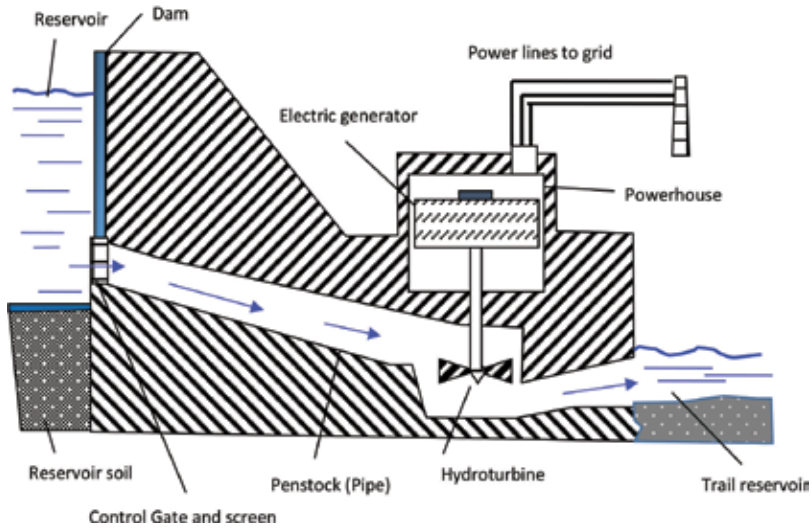 Reservoir
Dam
Power lines to grid
Electric generator
Powerhouse
Reservoir soil
Penstock (Pipe)
Hydroturbine
Trail reservoir
Control Gate and screen